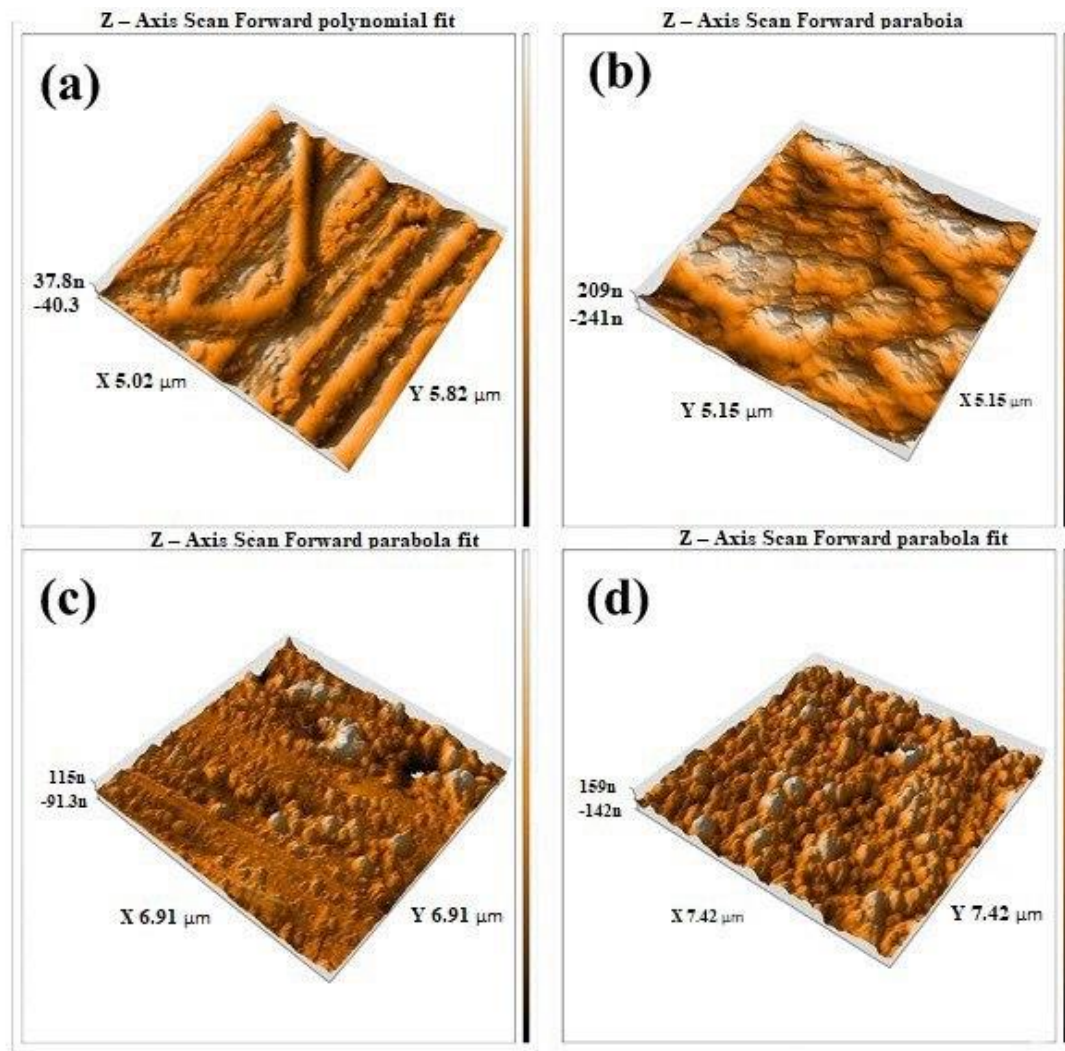 Z – Axis Scan Forward polynomial fit
(a)
37.8n
-40.3
X 5.02 μm
Y 5.82 μm
Z – Axis Scan Forward paraboia
(b)
209n
-241n
Y 5.15 μm
X 5.15 μm
Z – Axis Scan Forward parabola fit
(c)
115n
-91.3n
X 6.91 μm
Y 6.91 μm
Z – Axis Scan Forward parabola fit
(d)
159n
-142n
X 7.42 μm
Y 7.42 μm